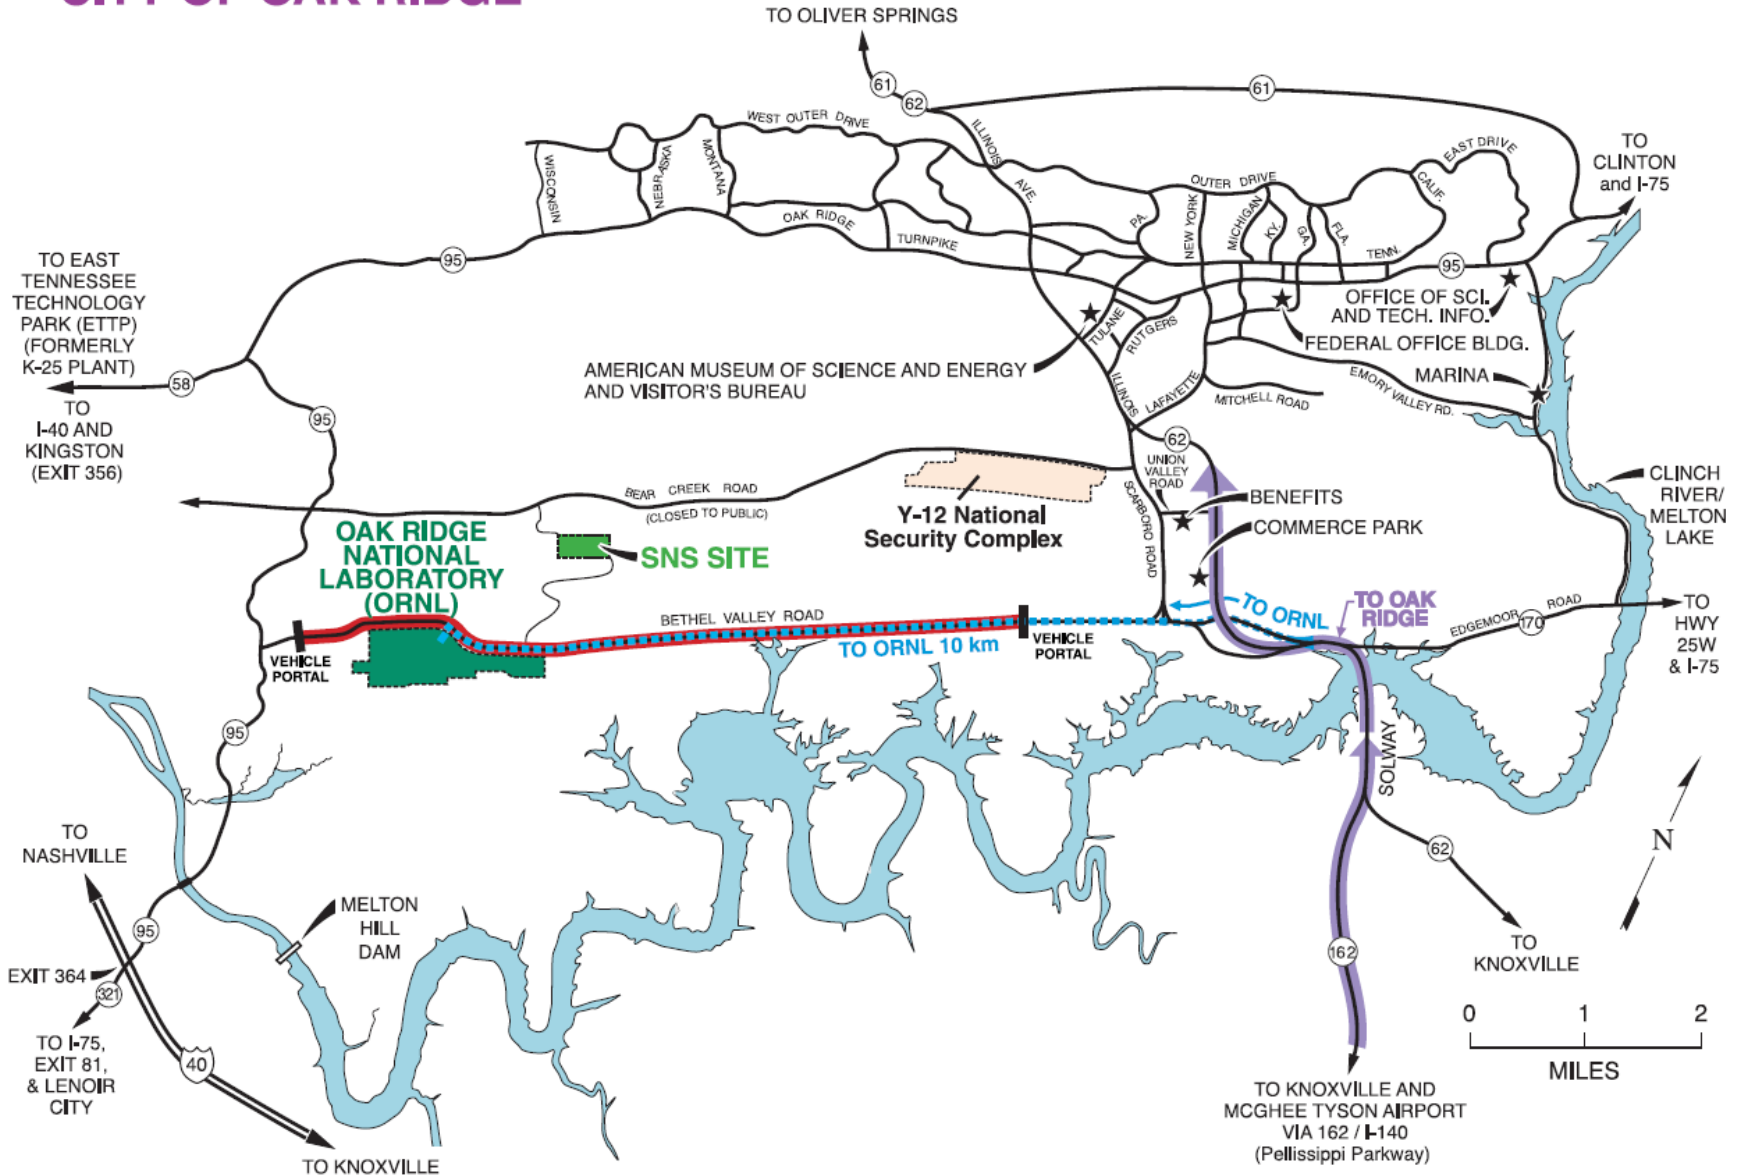 CITY OF OAK RIDGE
TO OLIVER SPRINGS
61
62
61
WEST OUTER DRIVE
ILLINOIS
AVE.
WISCONSIN
NEBRASKA
MONTANA
OUTER DRIVE
EAST DRIVE
CALIF.
TO
CLINTON
and I-75
OAK RIDGE
TURNPIKE
PA.
NEW YORK
MICHIGAN
KY.
GA.
FLA.
TENN.
95
95
TO EAST
TENNESSEE
TECHNOLOGY
PARK (ETTP)
(FORMERLY
K-25 PLANT)
58
TO
I-40 AND
KINGSTON
(EXIT 356)
95
OFFICE OF SCI.
AND TECH. INFO.
FEDERAL OFFICE BLDG.
TULANE
RUTGERS
AMERICAN MUSEUM OF SCIENCE AND ENERGY
AND VISITOR'S BUREAU
ILLINOIS
LAFAYETTE
MITCHELL ROAD
EMORY VALLEY RD.
MARINA
62
UNION
VALLEY
ROAD
CLINCH
RIVER/
MELTON
LAKE
BEAR CREEK ROAD
(CLOSED TO PUBLIC)
Y-12 National
Security Complex
SCARBORO ROAD
BENEFITS
COMMERCE PARK
OAK RIDGE
NATIONAL
LABORATORY
(ORNL)
SNS SITE
BETHEL VALLEY ROAD
TO ORNL 10 km
VEHICLE
PORTAL
VEHICLE
PORTAL
TO ORNL
TO OAK
RIDGE
EDGEMOOR ROAD
170
TO
HWY
25W
& I-75
95
SOLWAY
62
TO
KNOXVILLE
N
162
0 1 2
MILES
TO
NASHVILLE
95
EXIT 364
321
TO I-75,
EXIT 81,
& LENOIR
CITY
40
MELTON
HILL
DAM
TO KNOXVILLE
TO KNOXVILLE AND
MCGHEE TYSON AIRPORT
VIA 162 / I-140
(Pellissippi Parkway)